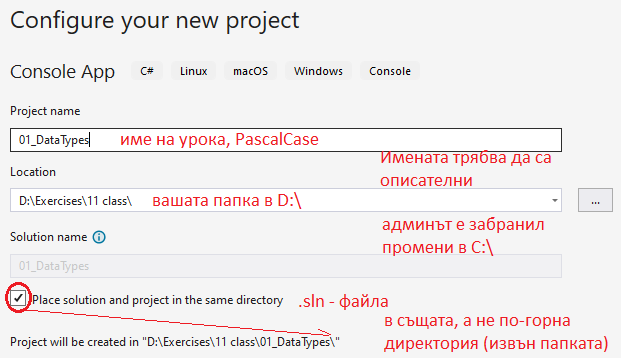 Configure your new project
Console App C# Linux macOS Windows Console
Project name
01_DataTypes име на урока, PascalCase
Имената трябва да са
описателни
Location
D:\Exercises\11 class\ вашата папка в D:\
...
админът е забранил
промени в C:\
Solution name
01_DataTypes
Place solution and project in the same directory .sln - файла
в същата, а не по-горна
директория (извън папката)
Project will be created in "D:\Exercises\11 class\01_DataTypes\"